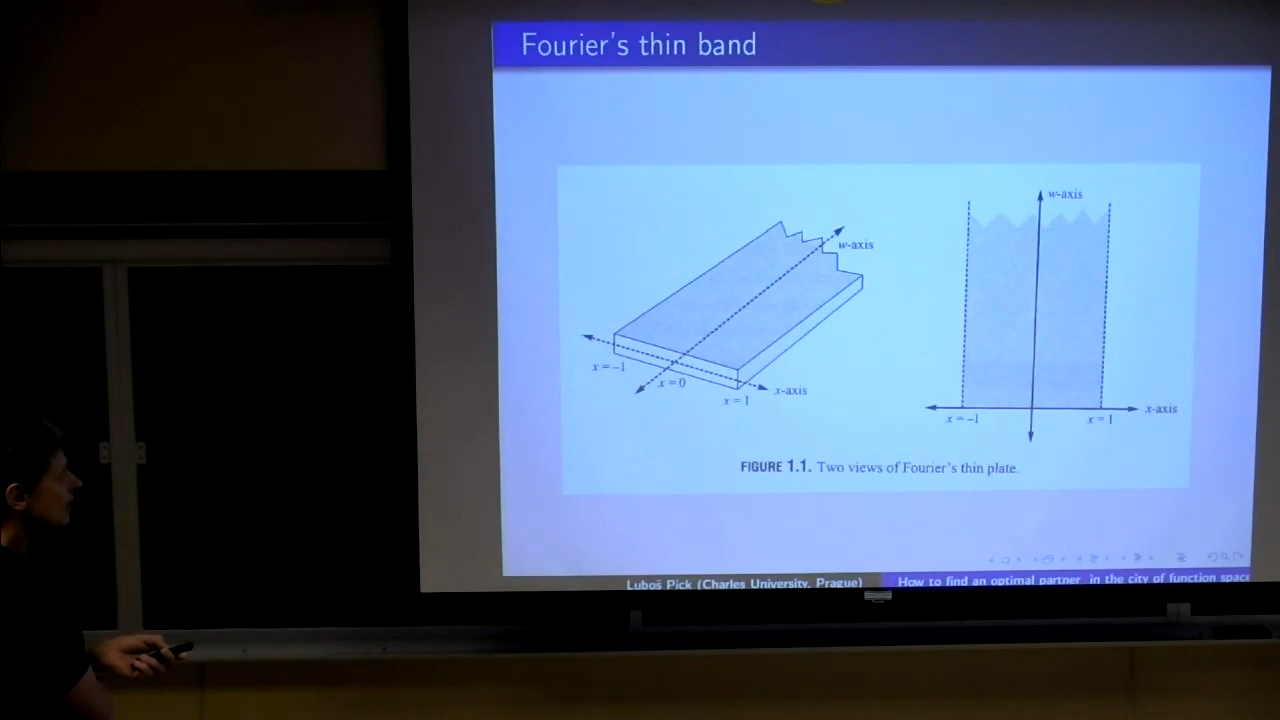 Fourier's thin band
w-axis
x = −1
x = 0
x = 1
x-axis
w-axis
x = −1
x = 1
x-axis
FIGURE 1.1. Two views of Fourier's thin plate.
Luboš Pick (Charles University, Prague)
How to find an optimal partner in the city of function space